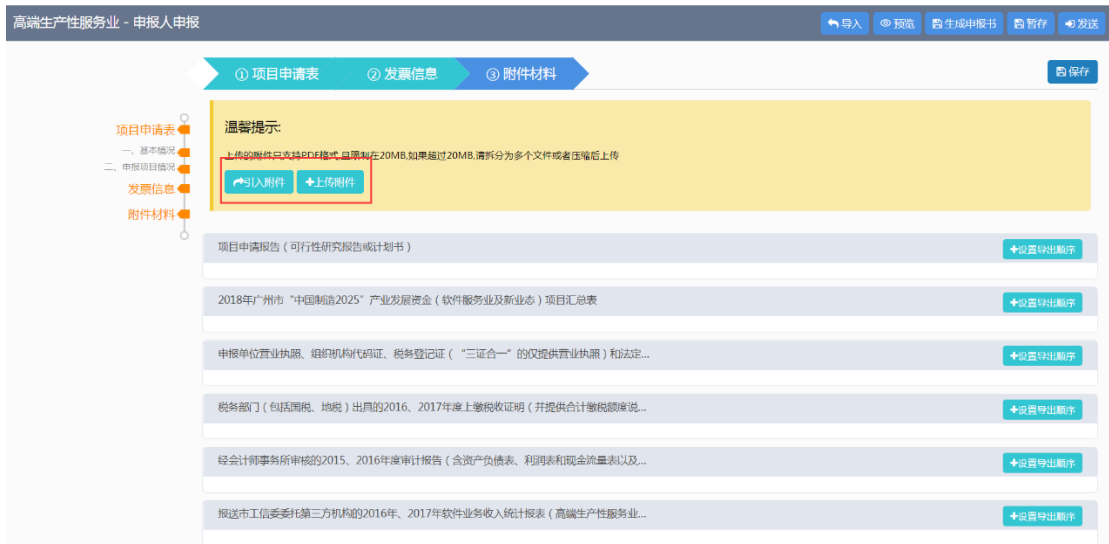 高端生产性服务业 - 申报人申报
导入
预览
生成申报书
暂存
发送
① 项目申请表
② 发票信息
③ 附件材料
保存
项目申请表
一、基本情况
二、申报项目情况
发票信息
附件材料
温馨提示:
上传的附件只支持PDF格式,且限制在20MB,如果超过20MB,请拆分为多个文件或者压缩后上传
引入附件
+上传附件
项目申请报告（可行性研究报告或计划书）
+设置导出顺序
2018年广州市“中国制造2025”产业发展资金（软件服务业及新业态）项目汇总表
+设置导出顺序
申报单位营业执照、组织机构代码证、税务登记证（“三证合一”的仅提供营业执照）和法定...
+设置导出顺序
税务部门（包括国税、地税）出具的2016、2017年度上缴税收证明（并提供合计缴税额度说...
+设置导出顺序
经会计师事务所审核的2015、2016年度审计报告（含资产负债表、利润表和现金流量表以及...
+设置导出顺序
报送市工信委委托第三方机构的2016年、2017年软件业务收入统计报表（高端生产性服务业...
+设置导出顺序